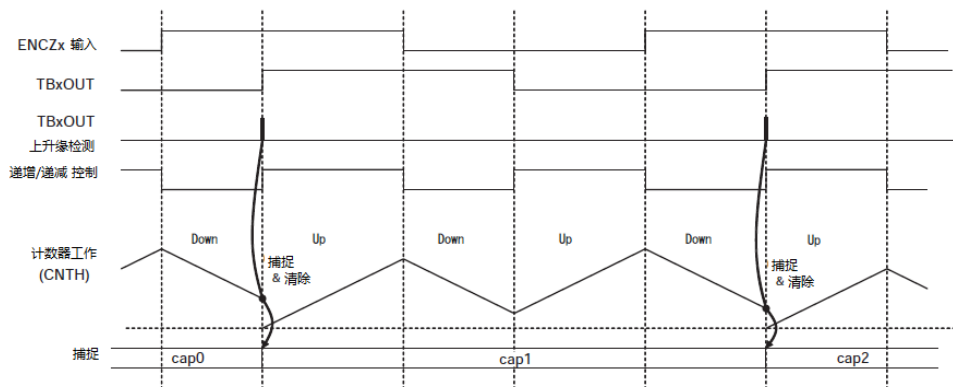 ENCZx 输入
TBxOUT
TBxOUT
上升缘检测
递增/递减 控制
Down Up Down Up Down Up
计数器工作
(CNTH)
捕捉
& 清除
捕捉
& 清除
捕捉 cap0 cap1 cap2